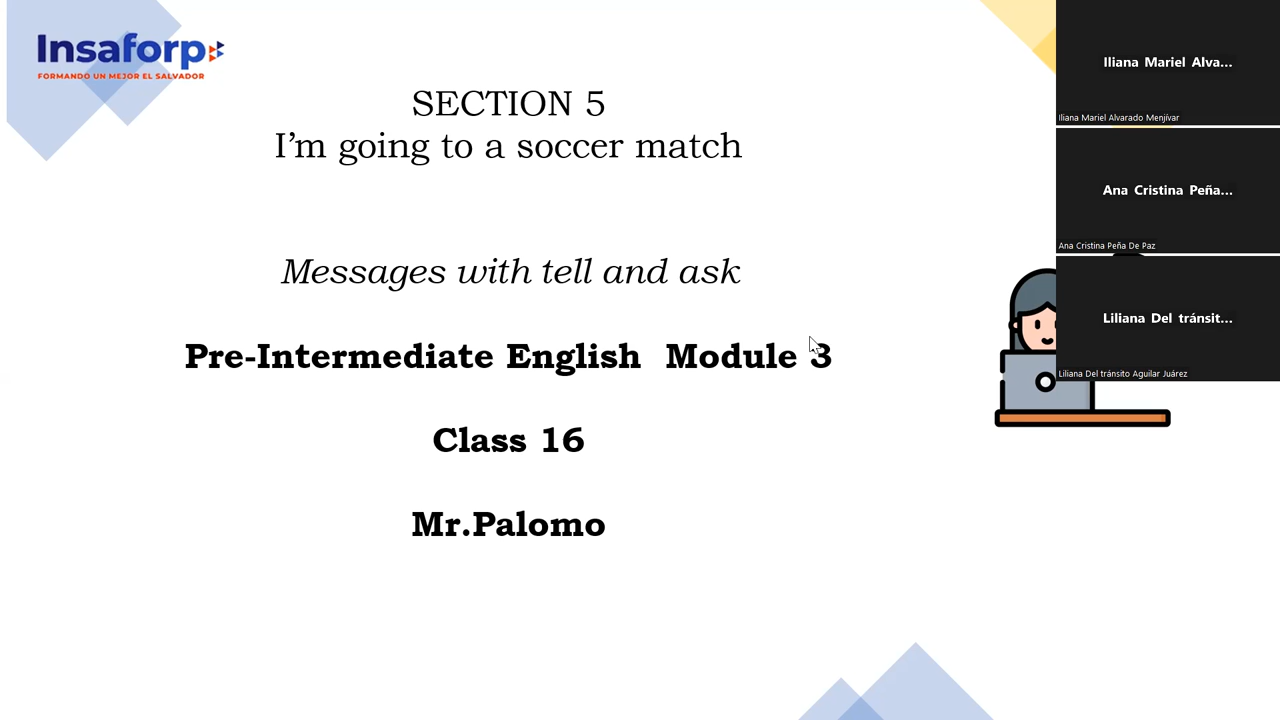 Insaforp
FORMANDO UN MEJOR EL SALVADOR
SECTION 5
I’m going to a soccer match
Messages with tell and ask
Pre-Intermediate English  Module 3
Class 16
Mr.Palomo
Iliana Mariel Alva...
Iliana Mariel Alvarado Menjívar
Ana Cristina Peña...
Ana Cristina Peña De Paz
Liliana Del tránsit...
Liliana Del tránsito Aguilar Juárez